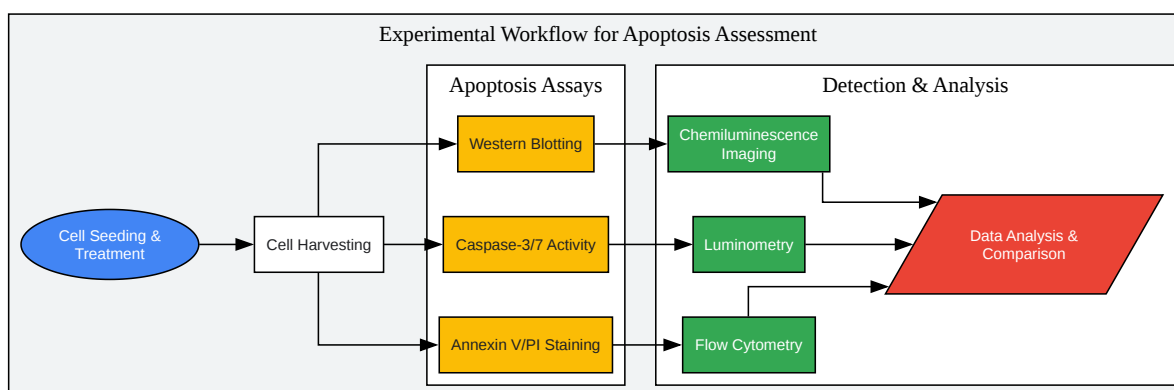 Experimental Workflow for Apoptosis Assessment
Apoptosis Assays
Detection & Analysis
Cell Seeding &
Treatment
Cell Harvesting
Western Blotting
Caspase-3/7 Activity
Annexin V/PI Staining
Chemiluminescence
Imaging
Luminometry
Flow Cytometry
Data Analysis &
Comparison